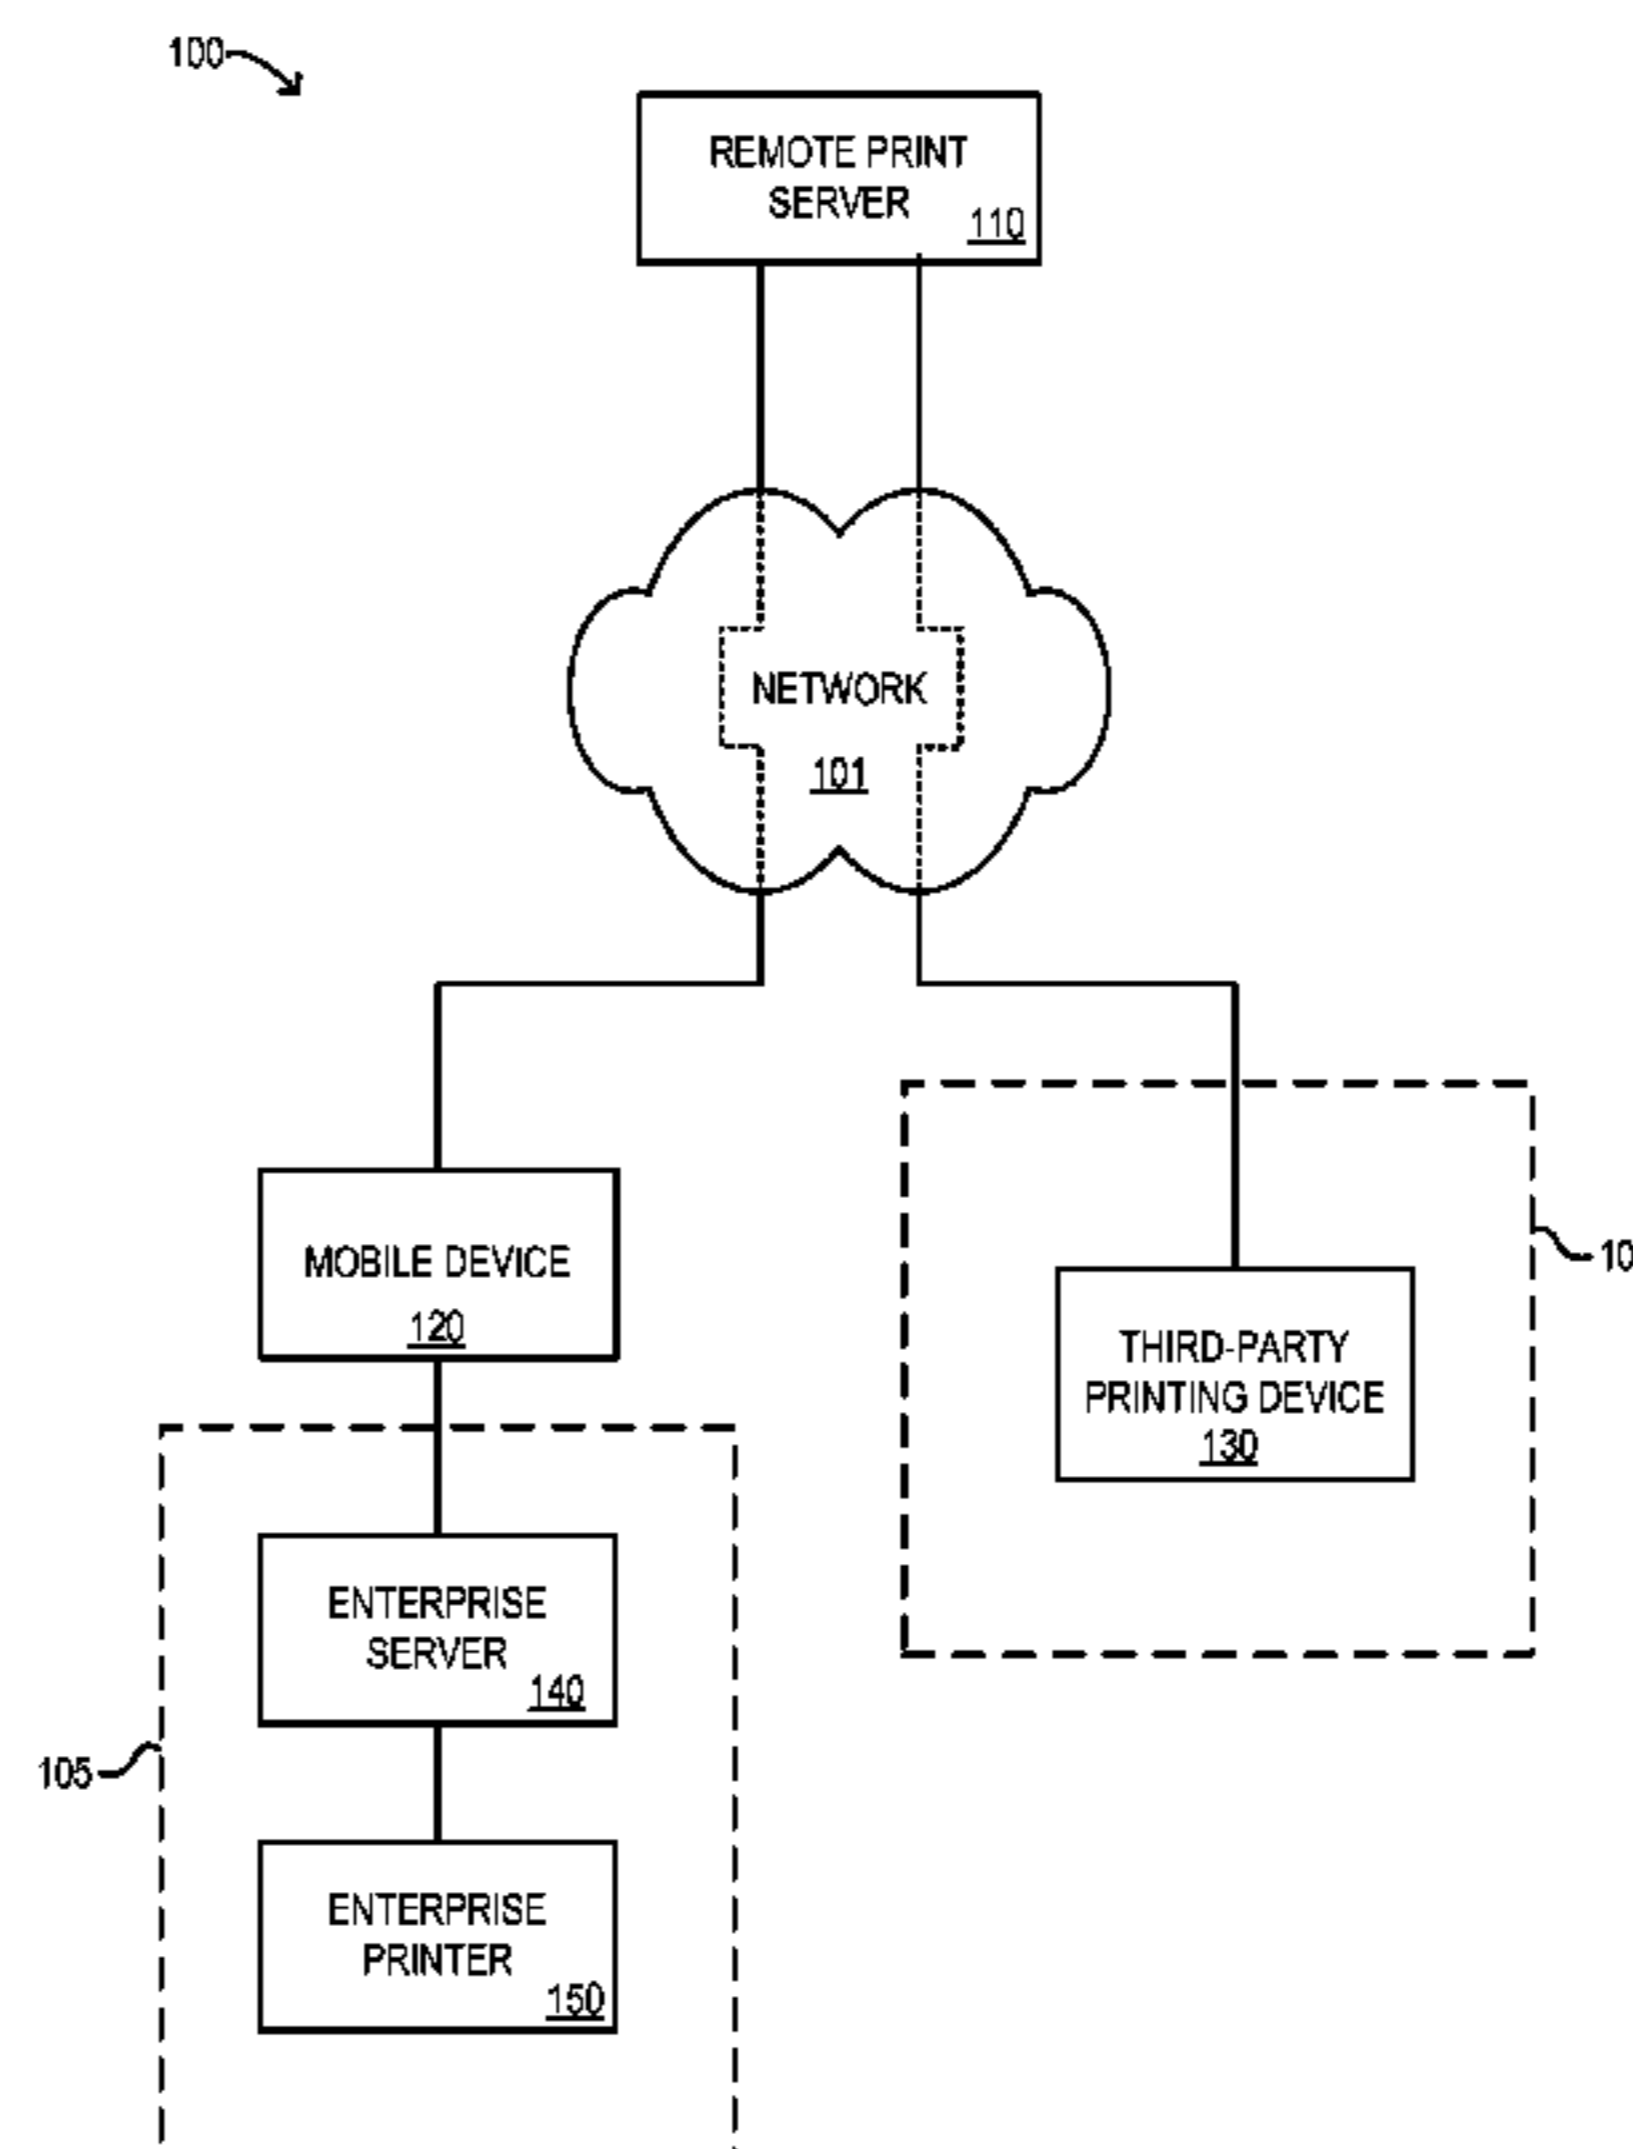 100
REMOTE PRINT
SERVER
110
NETWORK
101
MOBILE DEVICE
120
10
THIRD-PARTY
PRINTING DEVICE
130
ENTERPRISE
SERVER
140
105
ENTERPRISE
PRINTER
150